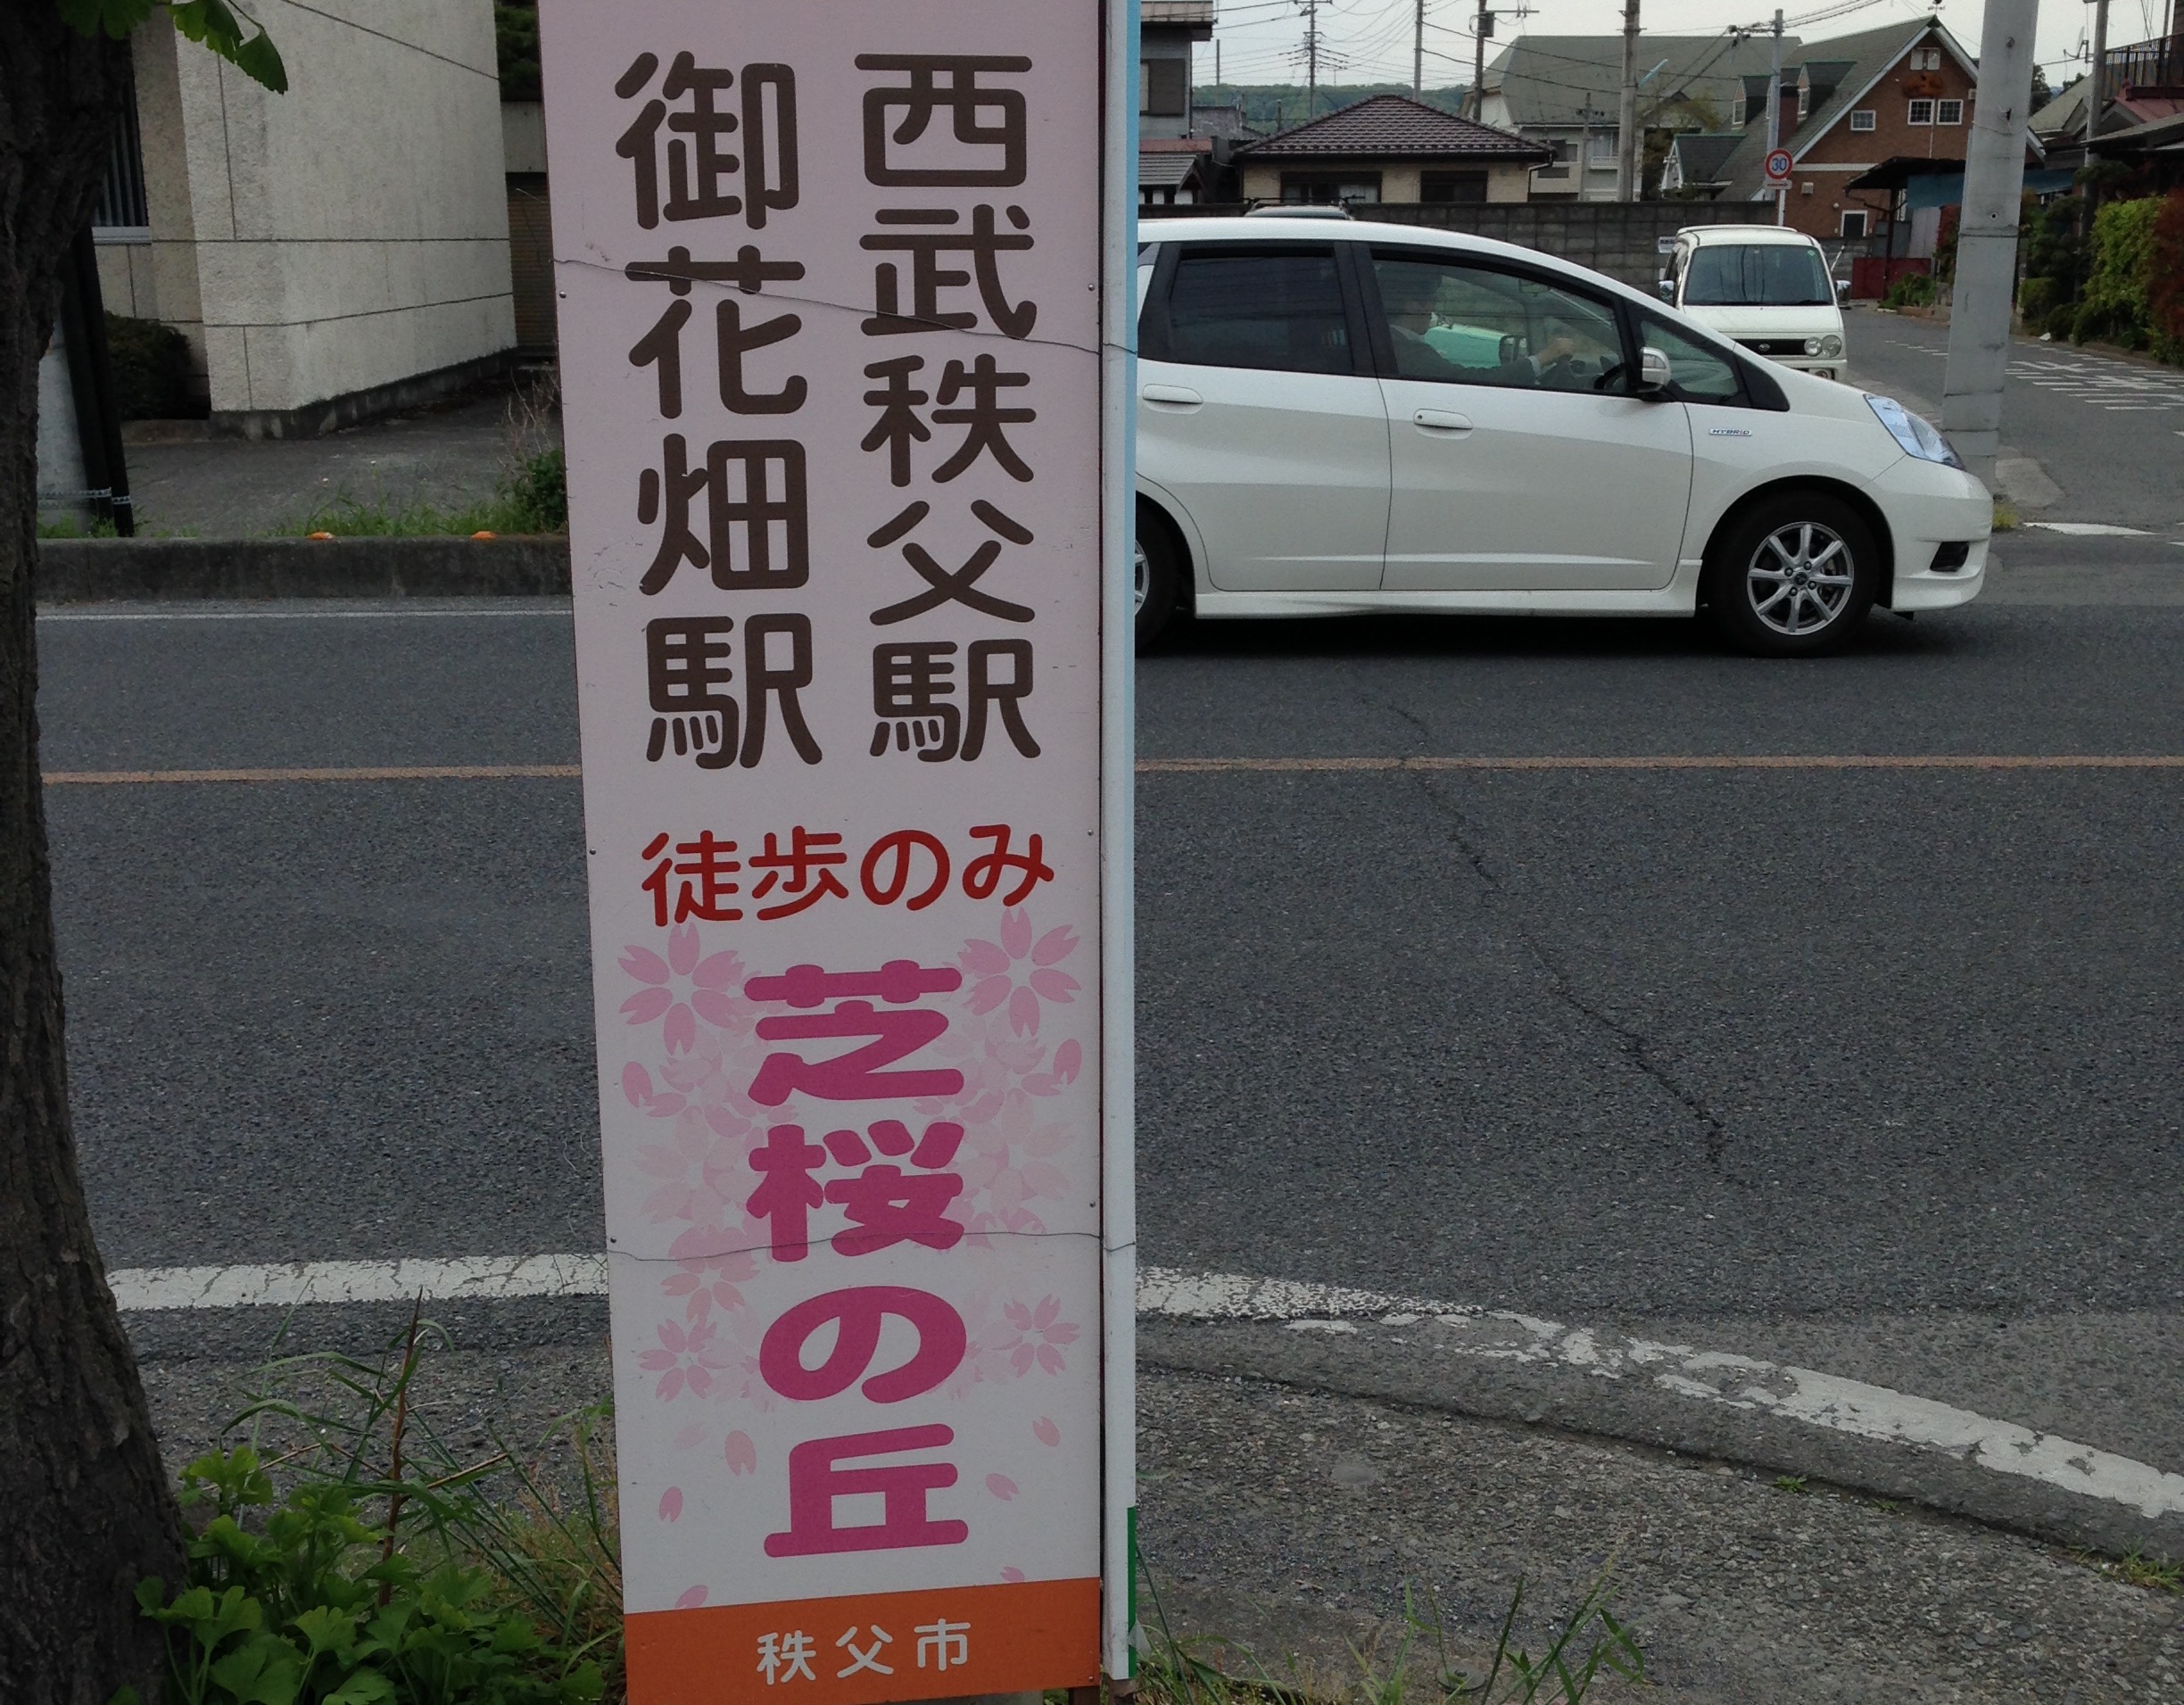 西武秩父駅
御花畑駅
徒歩のみ
芝桜の丘
秩父市
HYBRID
30